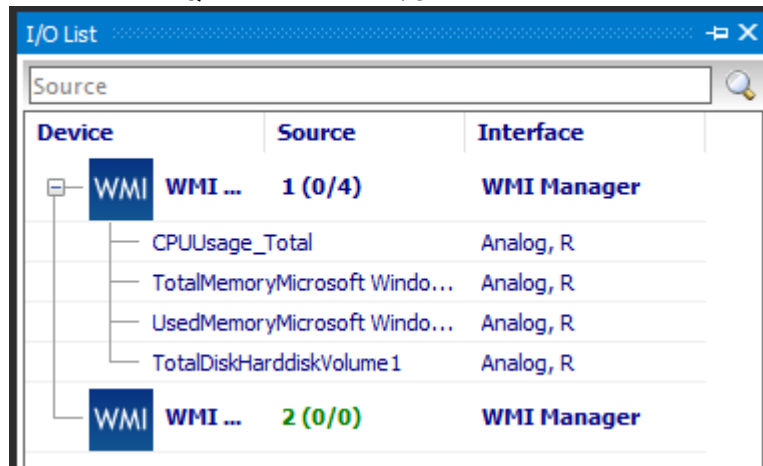 I/O List
Source
Device Source Interface
WMI WMI ... 1 (0/4) WMI Manager
CPUUsage_Total Analog, R
TotalMemoryMicrosoft Windo... Analog, R
UsedMemoryMicrosoft Windo... Analog, R
TotalDiskHarddiskVolume1 Analog, R
WMI WMI ... 2 (0/0) WMI Manager